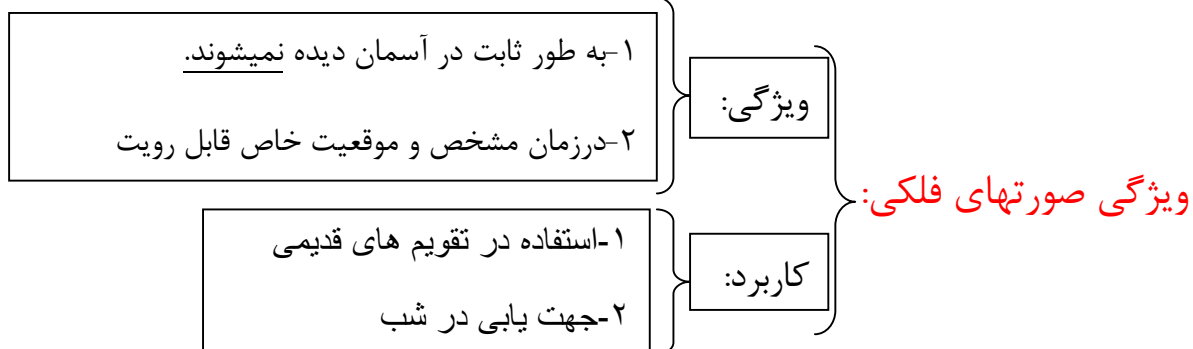 ویژگی صورتهای فلکی:
ویژگی:
۱-به طور ثابت در آسمان دیده نمیشوند.
۲-درزمان مشخص و موقعیت خاص قابل رویت
کاربرد:
۱-استفاده در تقویم های قدیمی
۲-جهت یابی در شب